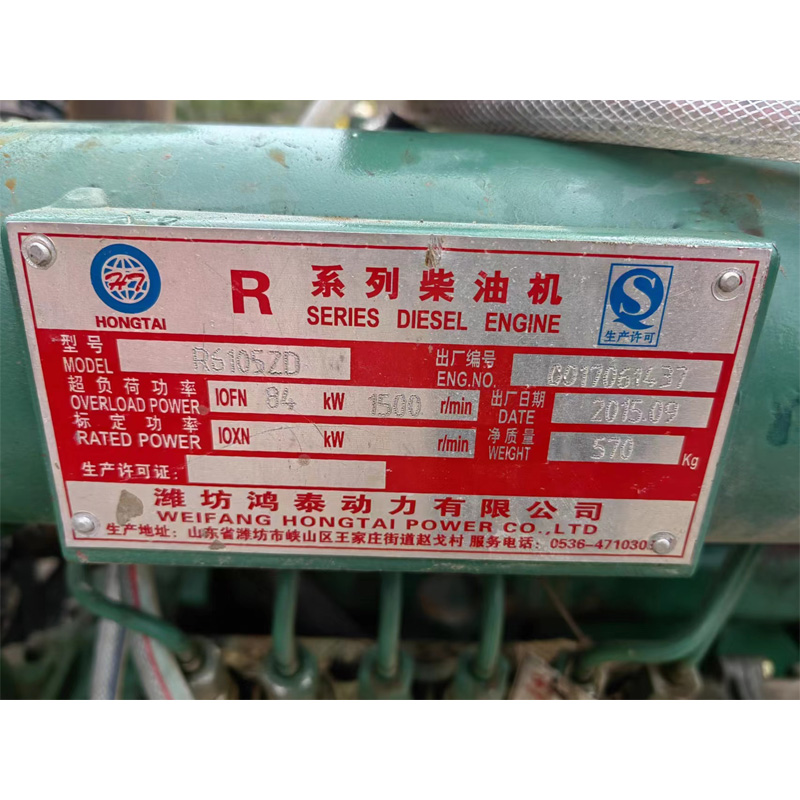 HT
HONGTAI
R 系列柴油机
SERIES DIESEL ENGINE
S
生产许可
型号
MODEL R6105ZD
出厂编号
ENG.NO. C017061437
超负荷功率
OVERLOAD POWER IOFN 84 kW 1500 r/min
出厂日期
DATE 2015.09
标定功率
RATED POWER IOXN kW r/min
净质量
WEIGHT 570 Kg
生产许可证:
潍坊鸿泰动力有限公司
WEIFANG HONGTAI POWER CO.,LTD
生产地址: 山东省潍坊市峡山区王家庄街道赵戈村 服务电话: 0536-4710303